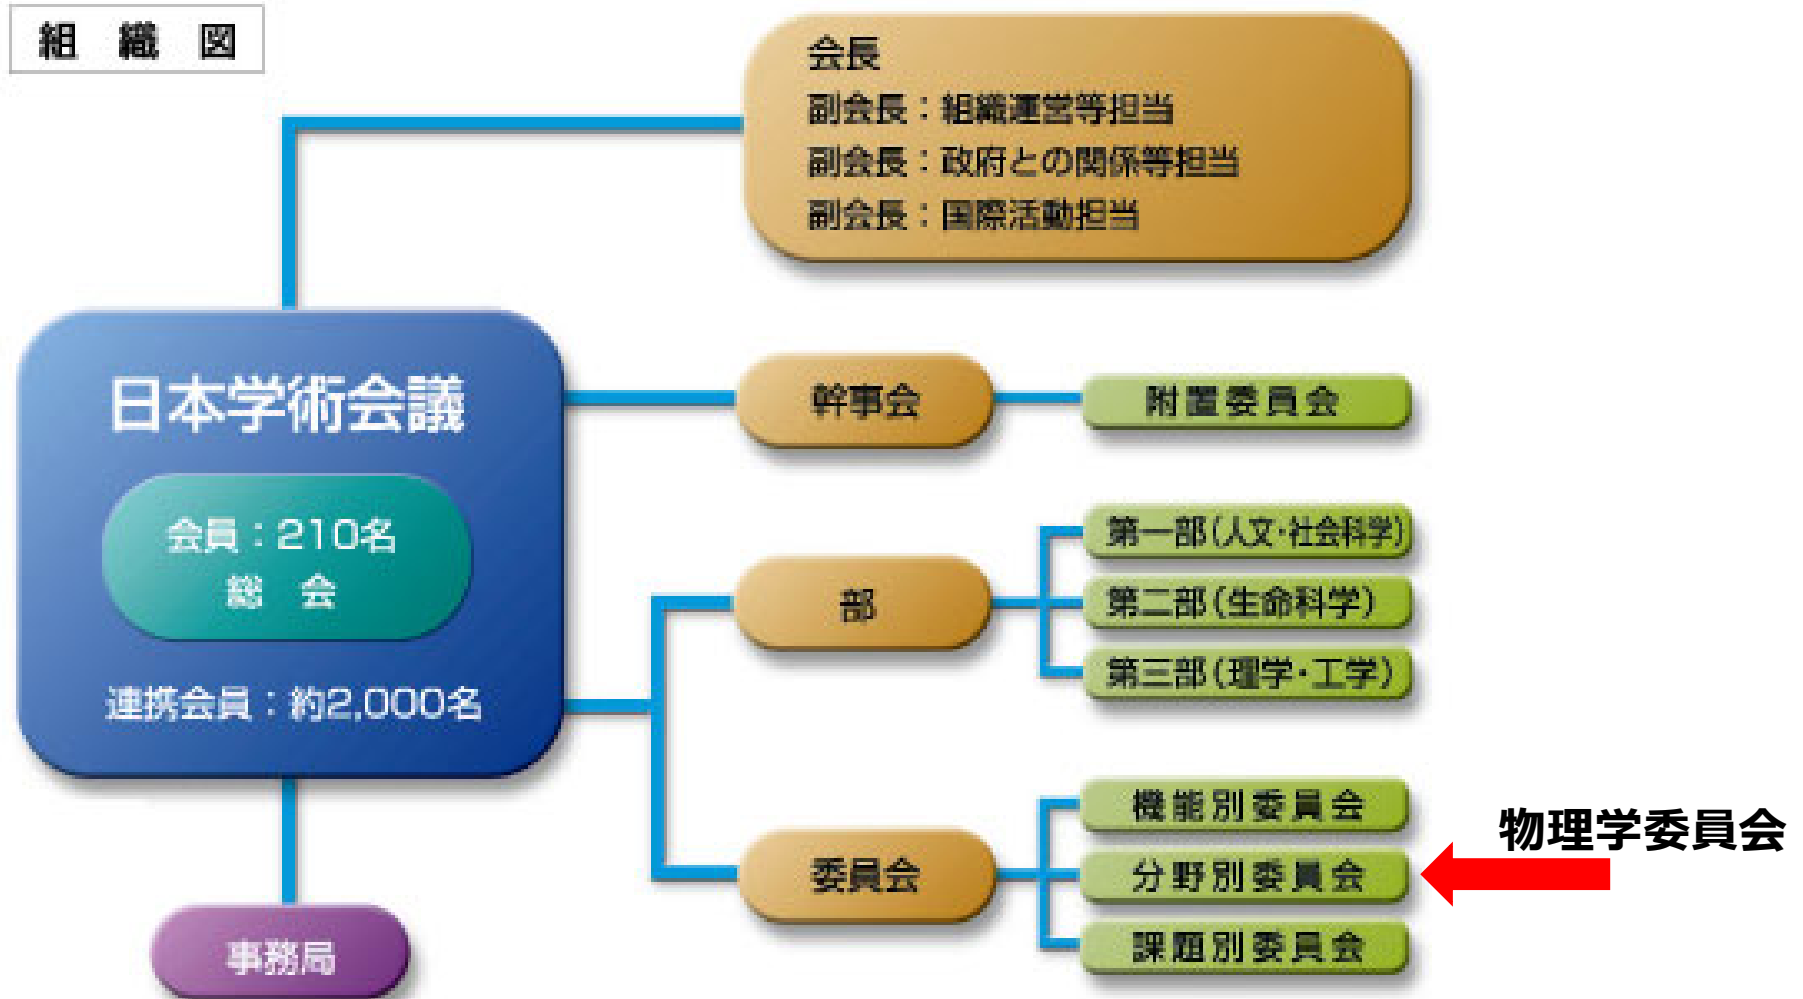 組 織 図
会長
副会長：組織運営等担当
副会長：政府との関係等担当
副会長：国際活動担当
日本学術会議
会員：210名
総 会
連携会員：約2,000名
幹事会
附置委員会
部
第一部(人文・社会科学)
第二部(生命科学)
第三部(理学・工学)
委員会
機能別委員会
分野別委員会
課題別委員会
物理学委員会
事務局